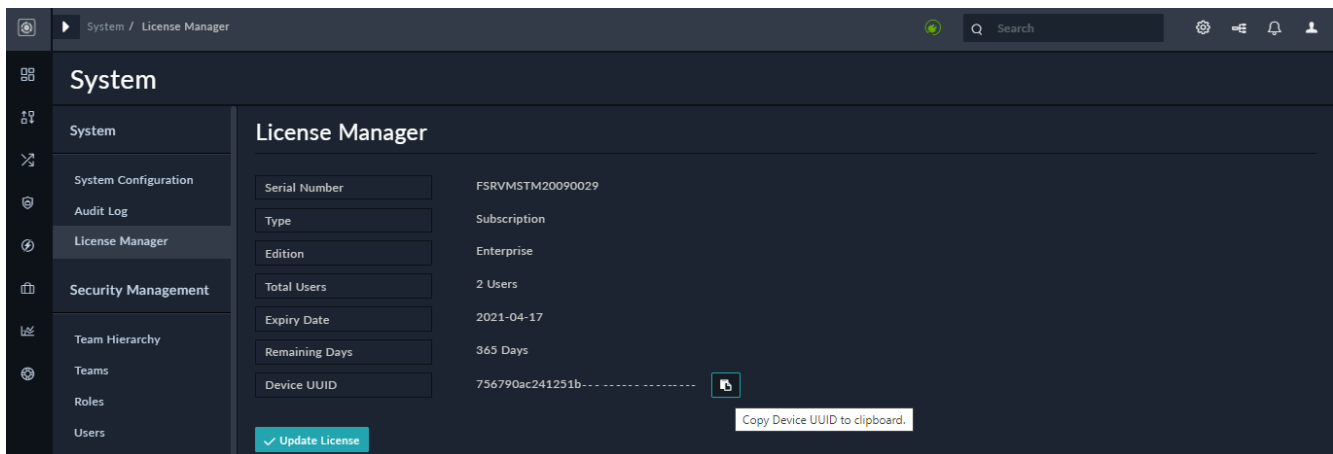 System / License Manager
Search
System
System
System Configuration
Audit Log
License Manager
Security Management
Team Hierarchy
Teams
Roles
Users
License Manager
Serial Number FSRVMSTM20090029
Type Subscription
Edition Enterprise
Total Users 2 Users
Expiry Date 2021-04-17
Remaining Days 365 Days
Device UUID 756790ac241251b--- --------- --- ------------
Copy Device UUID to clipboard.
Update License